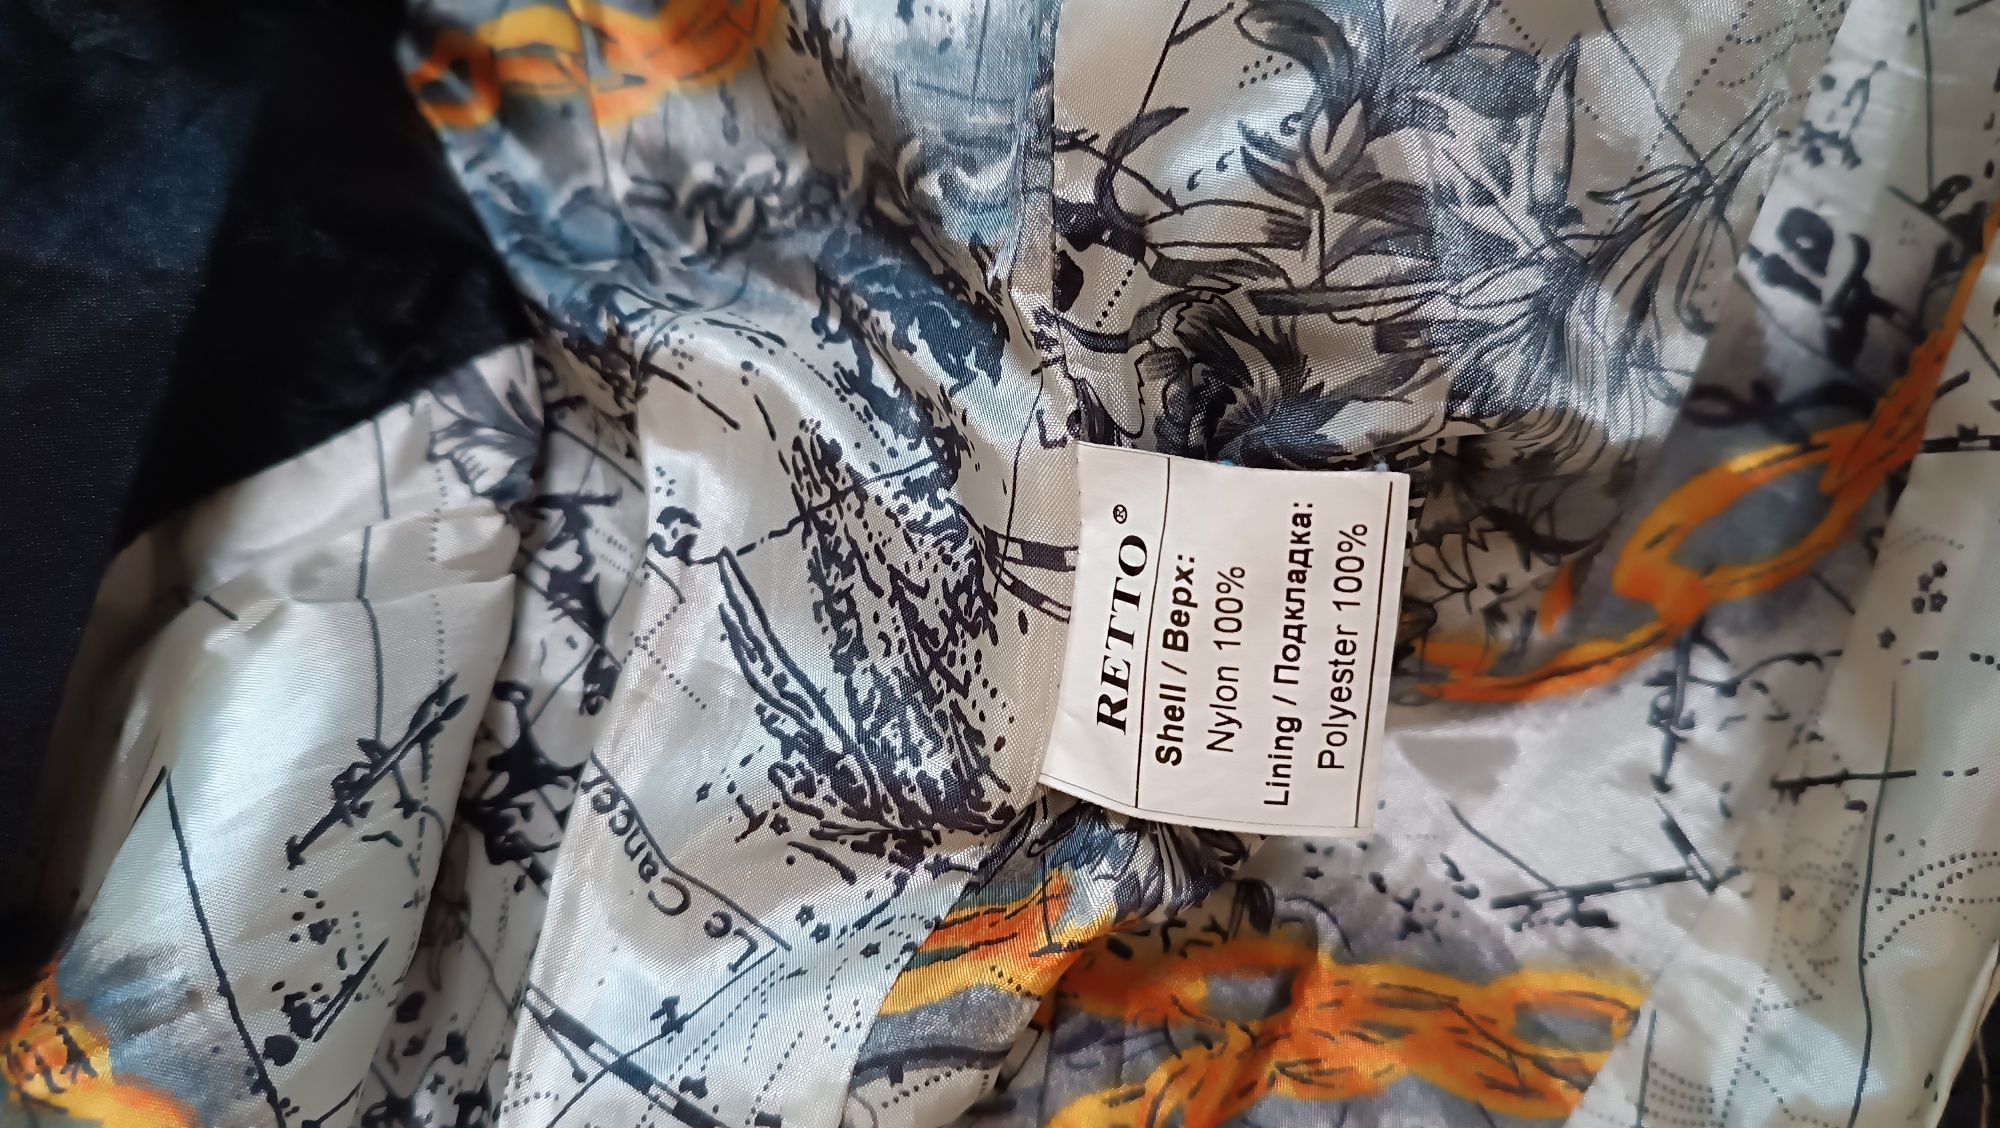 RETTO®
Shell / Верх:
Nylon 100%
Lining / Подкладка:
Polyester 100%
Le Cancer